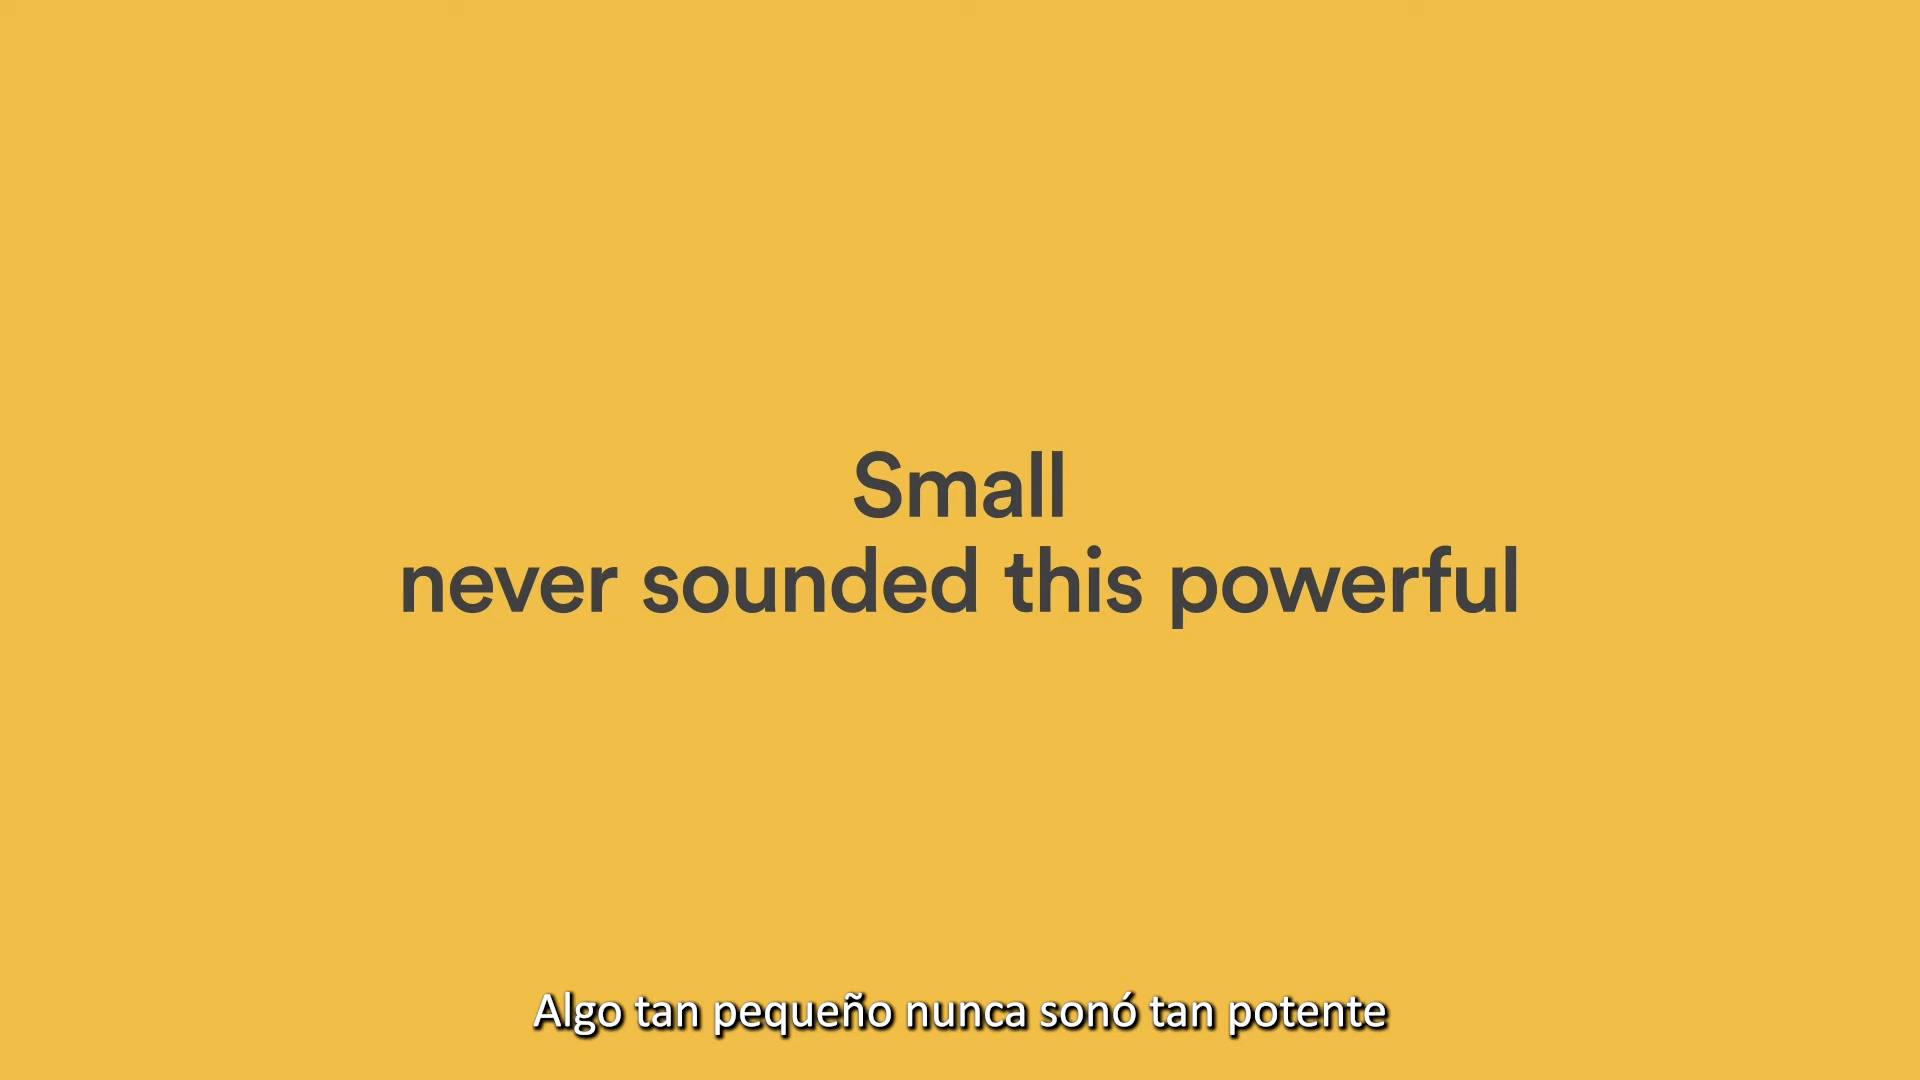 Small
never sounded this powerful
Algo tan pequeño nunca sonó tan potente